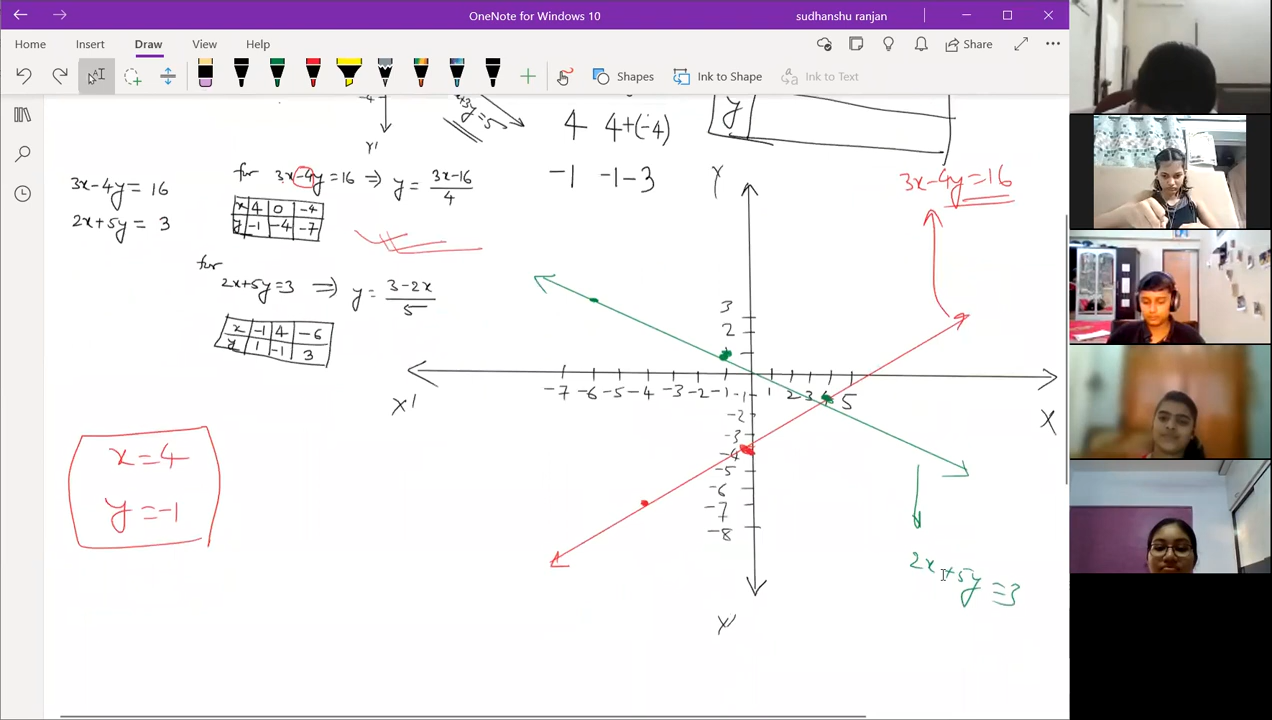 OneNote for Windows 10
sudhanshu ranjan
Home Insert Draw View Help
Share
Shapes Ink to Shape Ink to Text
-4
y'
y=5
4 4+(-4)
-1 -1-3
y
3x-4y=16
2x+5y=3
for 3x-4y=16 ⇒ y = 3x-16/4
x 4 0 -4
y -1 -4 -7
for
2x+5y=3 ⇒ y = 3-2x/5
x -1 4 -6
y 1 -1 3
x=4
y=-1
Y
3x-4y=16
3
2
-7 -6 -5 -4 -3 -2 -1 1 2 3 4 5
X' X
-1
-2
-3
-4
-5
-6
-7
-8
2x+5y=3